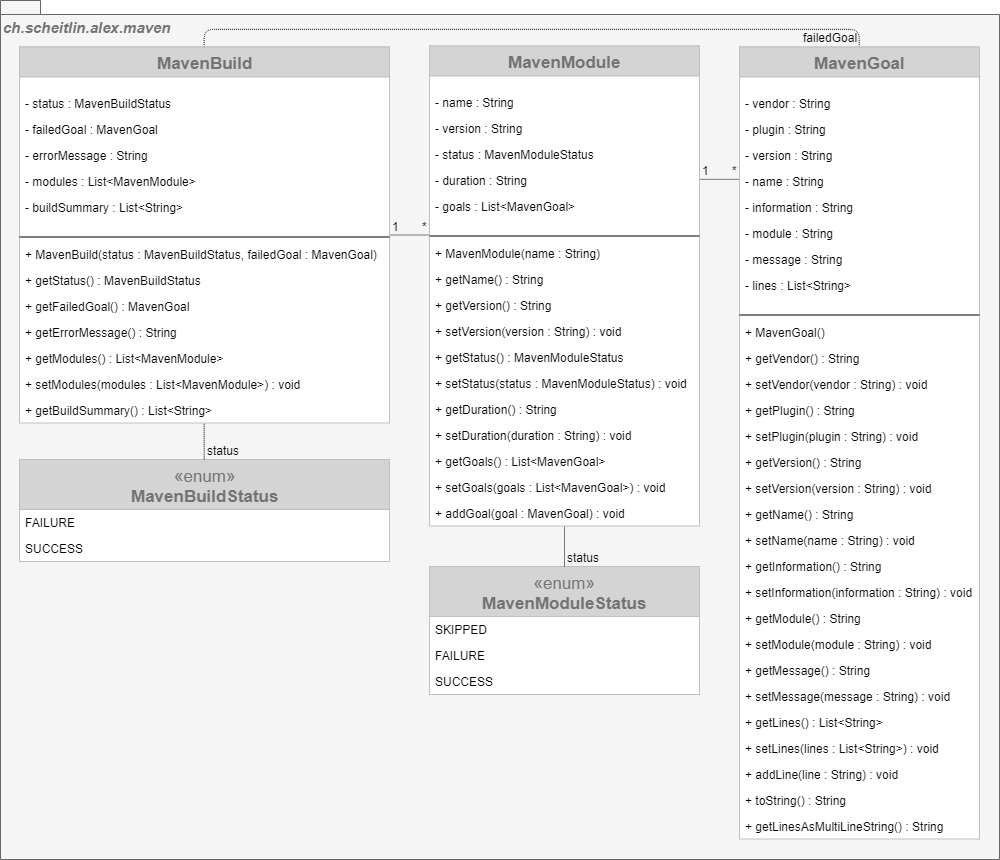 ch.scheitlin.alex.maven
failedGoal
MavenBuild
- status : MavenBuildStatus
- failedGoal : MavenGoal
- errorMessage : String
- modules : List<MavenModule>
- buildSummary : List<String>
+ MavenBuild(status : MavenBuildStatus, failedGoal : MavenGoal)
+ getStatus() : MavenBuildStatus
+ getFailedGoal() : MavenGoal
+ getErrorMessage() : String
+ getModules() : List<MavenModule>
+ setModules(modules : List<MavenModule>) : void
+ getBuildSummary() : List<String>
status
«enum»
MavenBuildStatus
FAILURE
SUCCESS
1 *
MavenModule
- name : String
- version : String
- status : MavenModuleStatus
- duration : String
- goals : List<MavenGoal>
+ MavenModule(name : String)
+ getName() : String
+ getVersion() : String
+ setVersion(version : String) : void
+ getStatus() : MavenModuleStatus
+ setStatus(status : MavenModuleStatus) : void
+ getDuration() : String
+ setDuration(duration : String) : void
+ getGoals() : List<MavenGoal>
+ setGoals(goals : List<MavenGoal>) : void
+ addGoal(goal : MavenGoal) : void
status
«enum»
MavenModuleStatus
SKIPPED
FAILURE
SUCCESS
1 *
MavenGoal
- vendor : String
- plugin : String
- version : String
- name : String
- information : String
- module : String
- message : String
- lines : List<String>
+ MavenGoal()
+ getVendor() : String
+ setVendor(vendor : String) : void
+ getPlugin() : String
+ setPlugin(plugin : String) : void
+ getVersion() : String
+ setVersion(version : String) : void
+ getName() : String
+ setName(name : String) : void
+ getInformation() : String
+ setInformation(information : String) : void
+ getModule() : String
+ setModule(module : String) : void
+ getMessage() : String
+ setMessage(message : String) : void
+ getLines() : List<String>
+ setLines(lines : List<String>) : void
+ addLine(line : String) : void
+ toString() : String
+ getLinesAsMultiLineString() : String